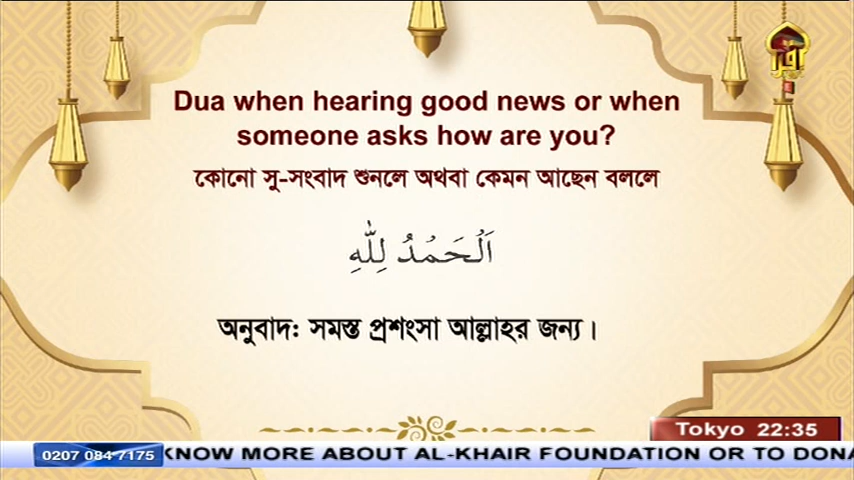 Dua when hearing good news or when
someone asks how are you?
কোনো সু-সংবাদ শুনলে অথবা কেমন আছেন বললে
اَلْحَمْدُ لِلّٰهِ
অনুবাদ: সমস্ত প্রশংসা আল্লাহর জন্য।
Tokyo 22:35
0207 084 7175 KNOW MORE ABOUT AL-KHAIR FOUNDATION OR TO DONA